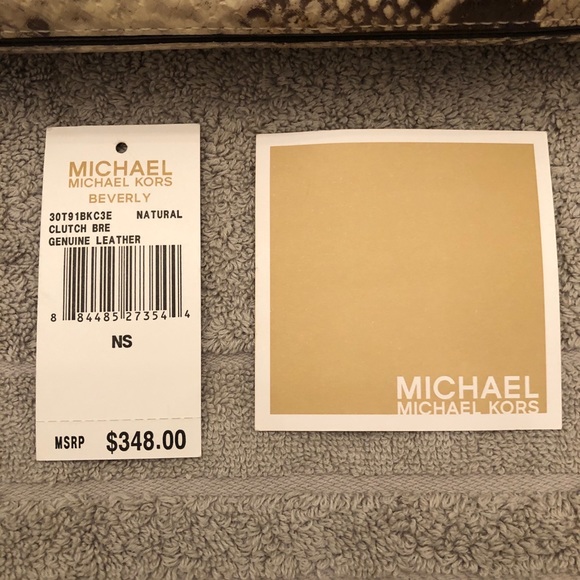 MICHAEL
MICHAEL KORS
BEVERLY
30T91BKC3E NATURAL
CLUTCH BRE
GENUINE LEATHER
8 84485 27354 4
NS
MSRP $348.00
MICHAEL
MICHAEL KORS